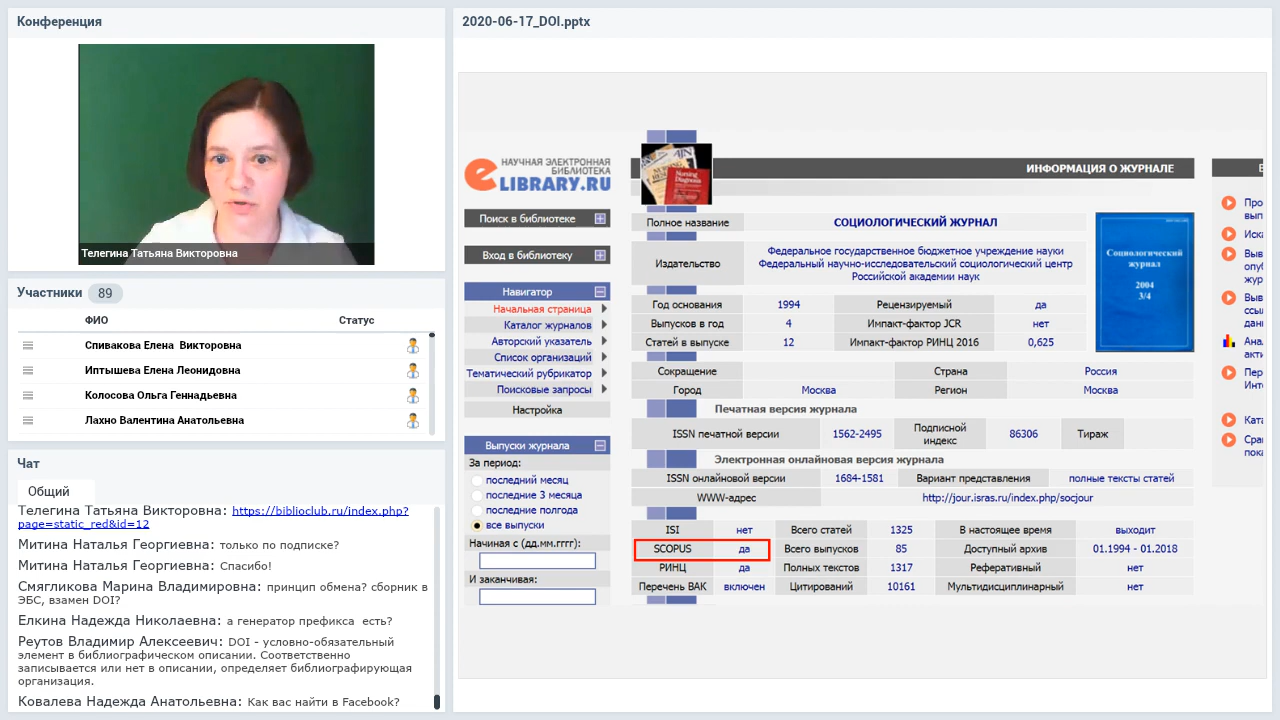 Конференция
Телегина Татьяна Викторовна
Участники 89
ФИО Статус
Спивакова Елена Викторовна
Иптышева Елена Леонидовна
Колосова Ольга Геннадьевна
Лахно Валентина Анатольевна
Чат
Общий
Телегина Татьяна Викторовна: https://biblioclub.ru/index.php?
page=static_red&id=12
Митина Наталья Георгиевна: только по подписке?
Митина Наталья Георгиевна: Спасибо!
Смягликова Марина Владимировна: принцип обмена? сборник в
ЭБС, взамен DOI?
Елкина Надежда Николаевна: а генератор префикса есть?
Реутов Владимир Алексеевич: DOI - условно-обязательный
элемент в библиографическом описании. Соответственно
записывается или нет в описании, определяет библиографирующая
организация.
Ковалева Надежда Анатольевна: Как вас найти в Facebook?
2020-06-17_DOI.pptx
НАУЧНАЯ ЭЛЕКТРОННАЯ
БИБЛИОТЕКА
eLIBRARY.RU
Поиск в библиотеке
Вход в библиотеку
Навигатор
Начальная страница
Каталог журналов
Авторский указатель
Список организаций
Тематический рубрикатор
Поисковые запросы
Настройка
Выпуски журнала
За период:
последний месяц
последние 3 месяца
последние полгода
все выпуски
Начиная с (дд.мм.гггг):
И заканчивая:
ИНФОРМАЦИЯ О ЖУРНАЛЕ
Полное название СОЦИОЛОГИЧЕСКИЙ ЖУРНАЛ
Издательство Федеральное государственное бюджетное учреждение науки
Федеральный научно-исследовательский социологический центр
Российской академии наук
Социологический
журнал
2004
3/4
Год основания 1994 Рецензируемый да
Выпусков в год 4 Импакт-фактор JCR нет
Статей в выпуске 12 Импакт-фактор РИНЦ 2016 0,625
Сокращение Страна Россия
Город Москва Регион Москва
Печатная версия журнала
ISSN печатной версии 1562-2495 Подписной
индекс 86306 Тираж
Электронная онлайновая версия журнала
ISSN онлайновой версии 1684-1581 Вариант представления полные тексты статей
WWW-адрес http://jour.isras.ru/index.php/socjour
ISI нет Всего статей 1325 В настоящее время выходит
SCOPUS да Всего выпусков 85 Доступный архив 01.1994 - 01.2018
РИНЦ да Полных текстов 1317 Реферативный нет
Перечень ВАК включен Цитирований 10161 Мультидисциплинарный нет